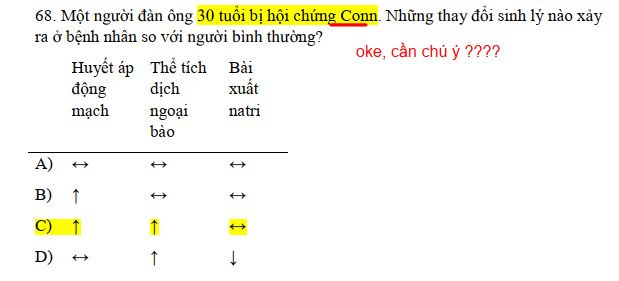 68. Một người đàn ông 30 tuổi bị hội chứng Conn. Những thay đổi sinh lý nào xảy
ra ở bệnh nhân so với người bình thường?
oke, cần chú ý ????
Huyết áp Thể tích Bài
động dịch xuất
mạch ngoại natri
bào
A) ↔ ↔ ↔
B) ↑ ↔ ↔
C) ↑ ↑ ↔
D) ↔ ↑ ↓